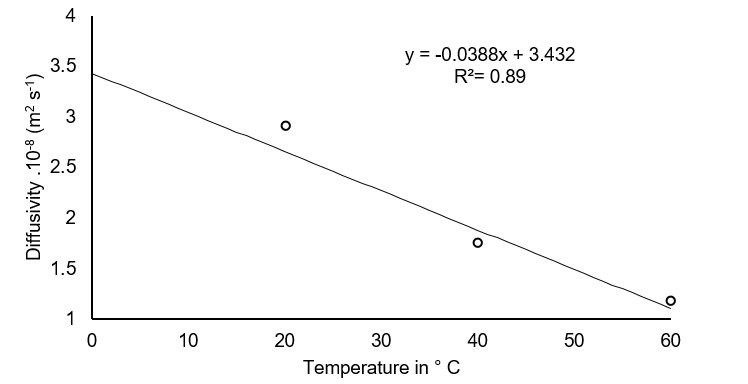 4
3.5
3
2.5
2
1.5
1
Diffusivity .10⁻⁸ (m² s⁻¹)
y = -0.0388x + 3.432
R²= 0.89
0 10 20 30 40 50 60
Temperature in ° C